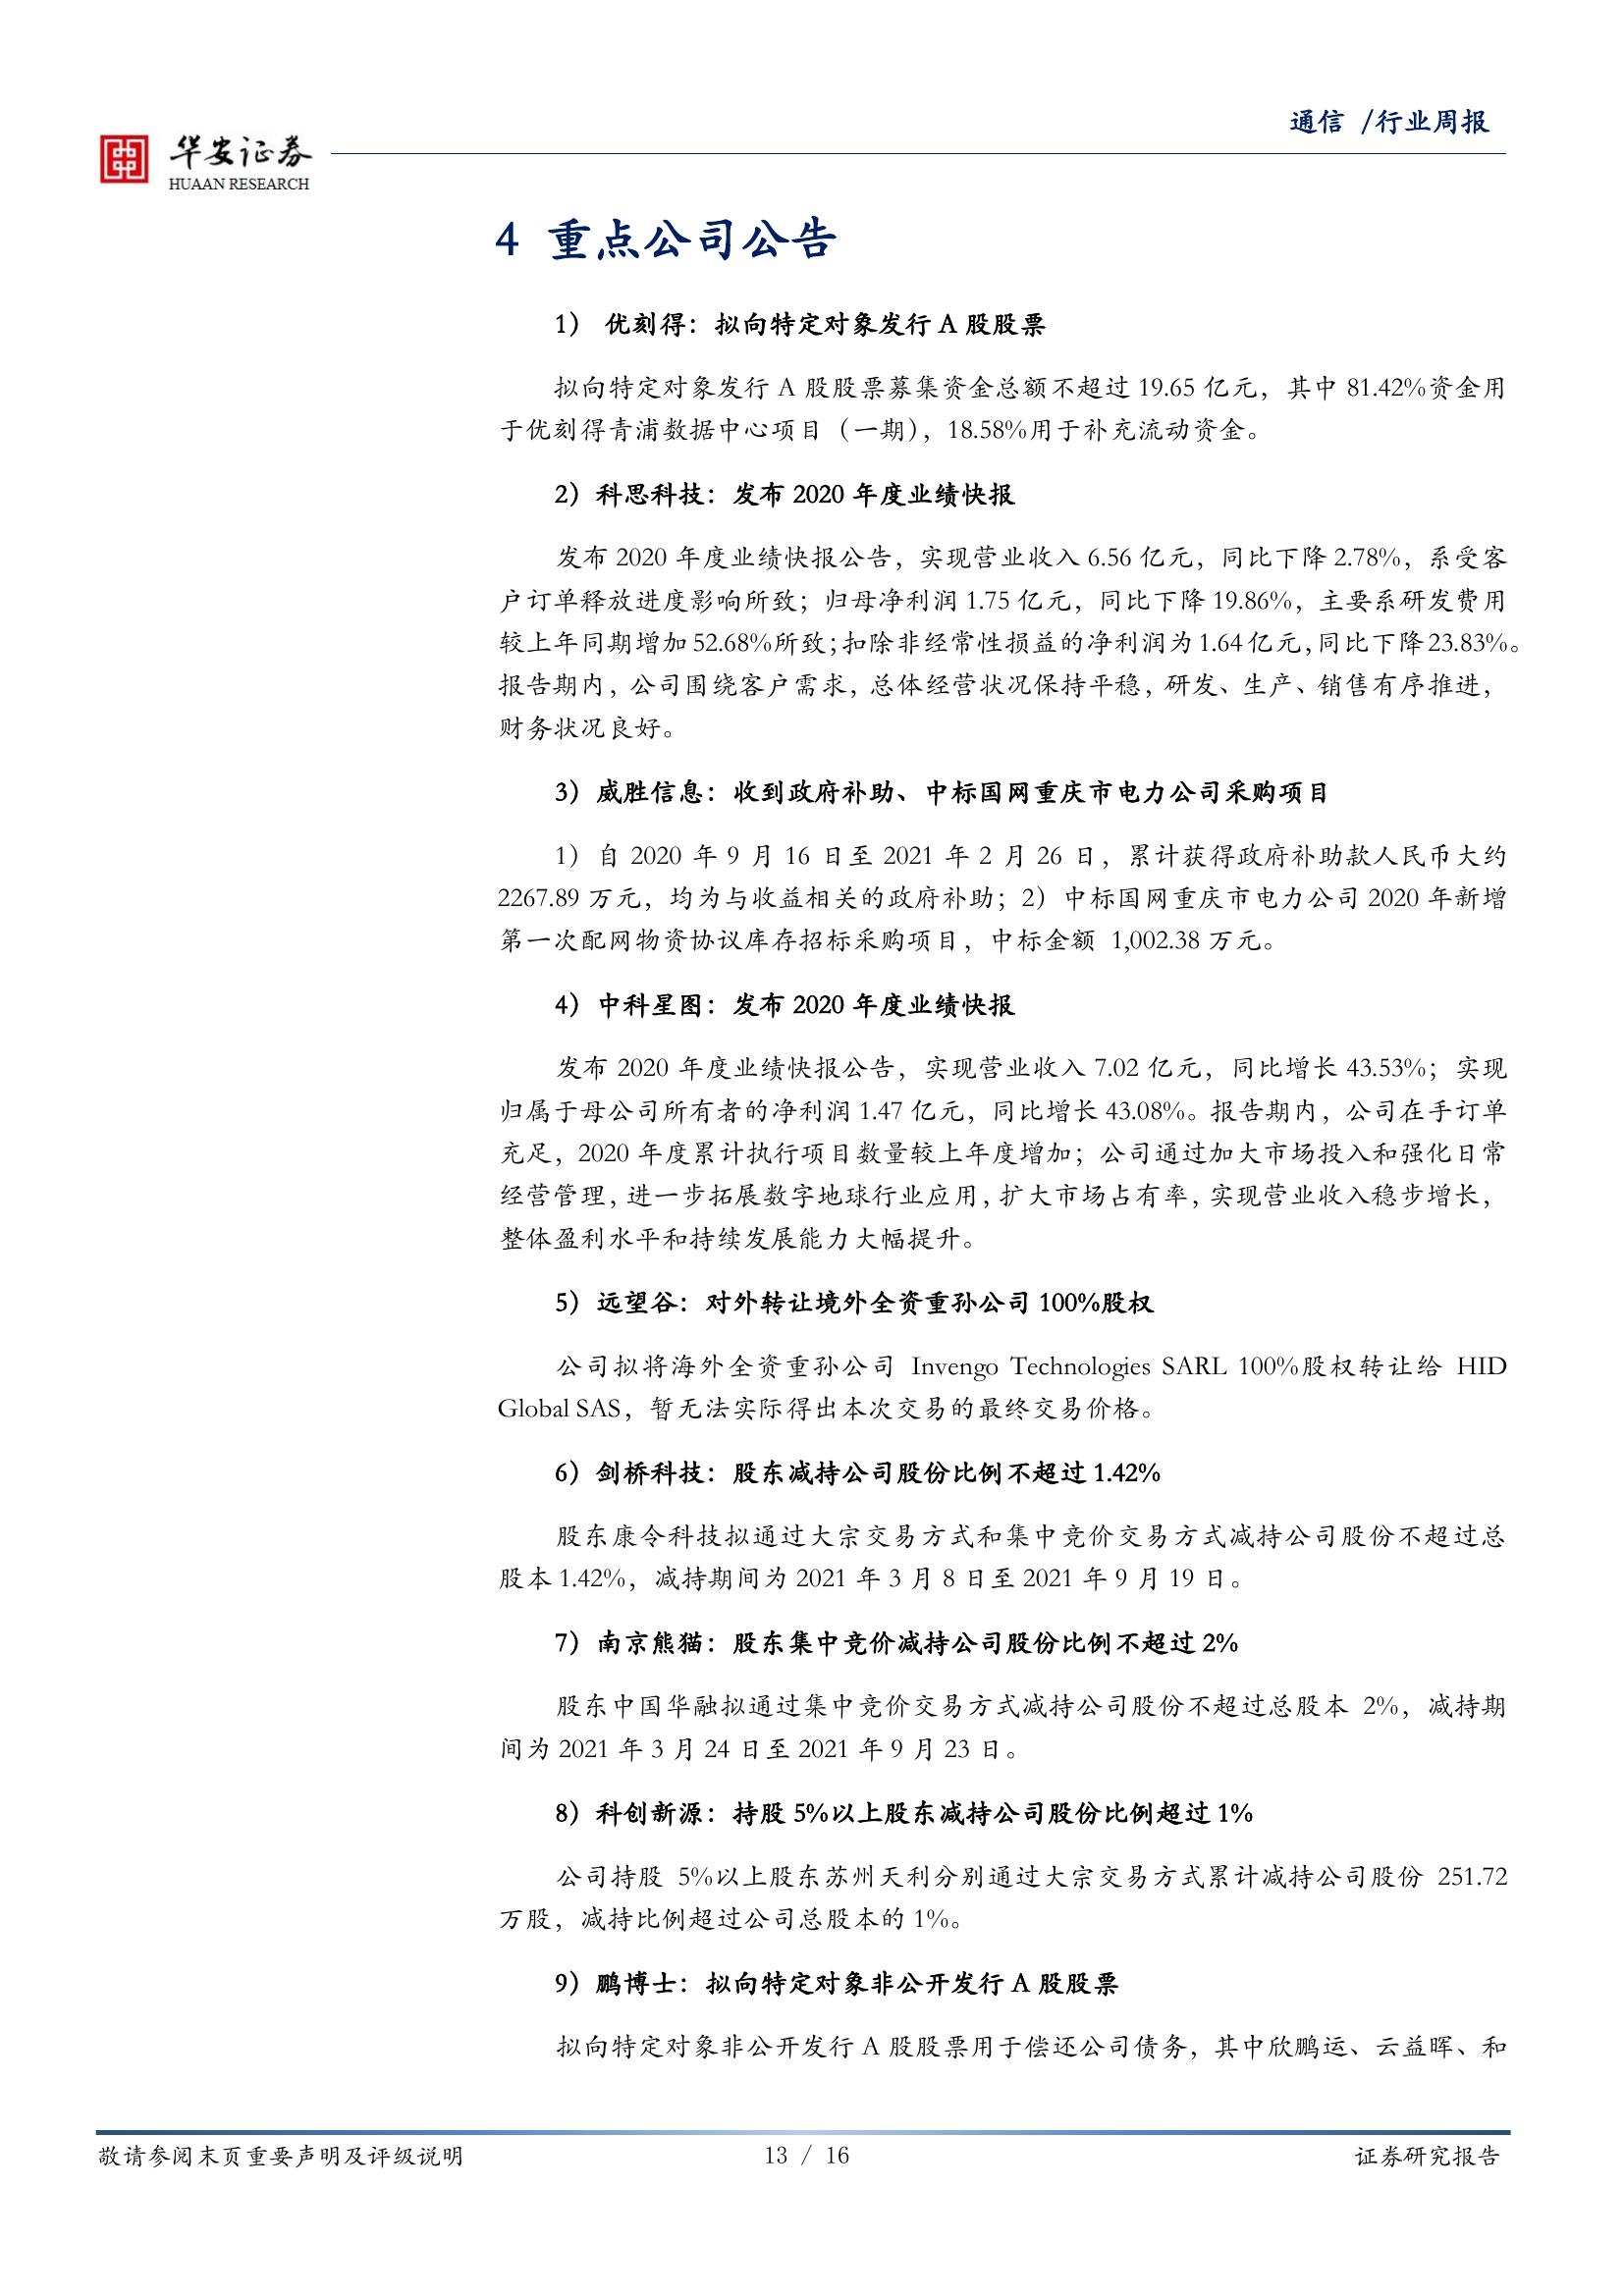 通信 /行业周报
华安证券
HUAAN RESEARCH
4 重点公司公告
1） 优刻得：拟向特定对象发行 A 股股票
拟向特定对象发行 A 股股票募集资金总额不超过 19.65 亿元，其中 81.42%资金用
于优刻得青浦数据中心项目（一期），18.58%用于补充流动资金。
2）科思科技：发布 2020 年度业绩快报
发布 2020 年度业绩快报公告，实现营业收入 6.56 亿元，同比下降 2.78%，系受客
户订单释放进度影响所致；归母净利润 1.75 亿元，同比下降 19.86%，主要系研发费用
较上年同期增加 52.68%所致；扣除非经常性损益的净利润为 1.64 亿元，同比下降 23.83%。
报告期内，公司围绕客户需求，总体经营状况保持平稳，研发、生产、销售有序推进，
财务状况良好。
3）威胜信息：收到政府补助、中标国网重庆市电力公司采购项目
1）自 2020 年 9 月 16 日至 2021 年 2 月 26 日，累计获得政府补助款人民币大约
2267.89 万元，均为与收益相关的政府补助；2）中标国网重庆市电力公司 2020 年新增
第一次配网物资协议库存招标采购项目，中标金额 1,002.38 万元。
4）中科星图：发布 2020 年度业绩快报
发布 2020 年度业绩快报公告，实现营业收入 7.02 亿元，同比增长 43.53%；实现
归属于母公司所有者的净利润 1.47 亿元，同比增长 43.08%。报告期内，公司在手订单
充足，2020 年度累计执行项目数量较上年度增加；公司通过加大市场投入和强化日常
经营管理，进一步拓展数字地球行业应用，扩大市场占有率，实现营业收入稳步增长，
整体盈利水平和持续发展能力大幅提升。
5）远望谷：对外转让境外全资重孙公司 100%股权
公司拟将海外全资重孙公司 Invengo Technologies SARL 100%股权转让给 HID
Global SAS，暂无法实际得出本次交易的最终交易价格。
6）剑桥科技：股东减持公司股份比例不超过 1.42%
股东康令科技拟通过大宗交易方式和集中竞价交易方式减持公司股份不超过总
股本 1.42%，减持期间为 2021 年 3 月 8 日至 2021 年 9 月 19 日。
7）南京熊猫：股东集中竞价减持公司股份比例不超过 2%
股东中国华融拟通过集中竞价交易方式减持公司股份不超过总股本 2%，减持期
间为 2021 年 3 月 24 日至 2021 年 9 月 23 日。
8）科创新源：持股 5%以上股东减持公司股份比例超过 1%
公司持股 5%以上股东苏州天利分别通过大宗交易方式累计减持公司股份 251.72
万股，减持比例超过公司总股本的 1%。
9）鹏博士：拟向特定对象非公开发行 A 股股票
拟向特定对象非公开发行 A 股股票用于偿还公司债务，其中欣鹏运、云益晖、和
敬请参阅末页重要声明及评级说明
13 / 16
证券研究报告